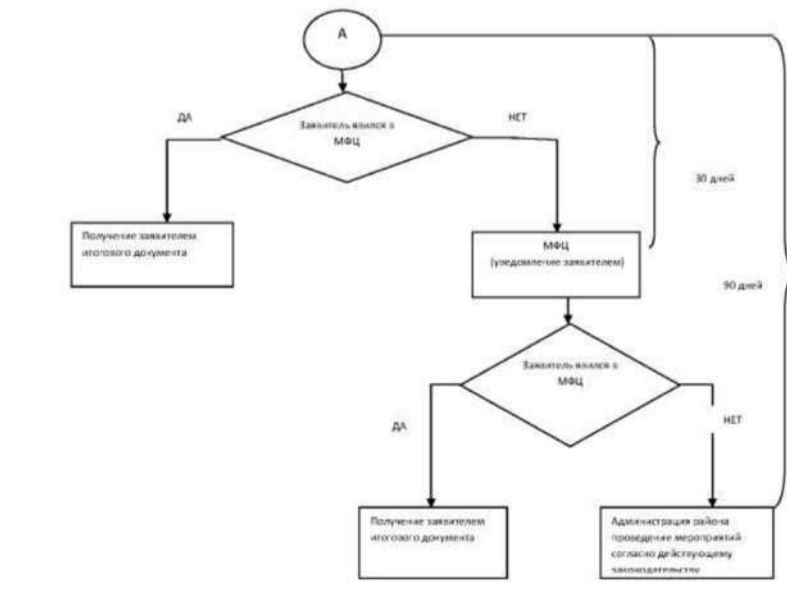 А
ДА
НЕТ
Заявитель явился в
МФЦ
30 дней
Получение заявителем
итогового документа
МФЦ
(уведомление заявителем)
90 дней
Заявитель явился в
МФЦ
ДА
НЕТ
Получение заявителем
итогового документа
Администрация района
проведение мероприятий
согласно действующему
законодательству